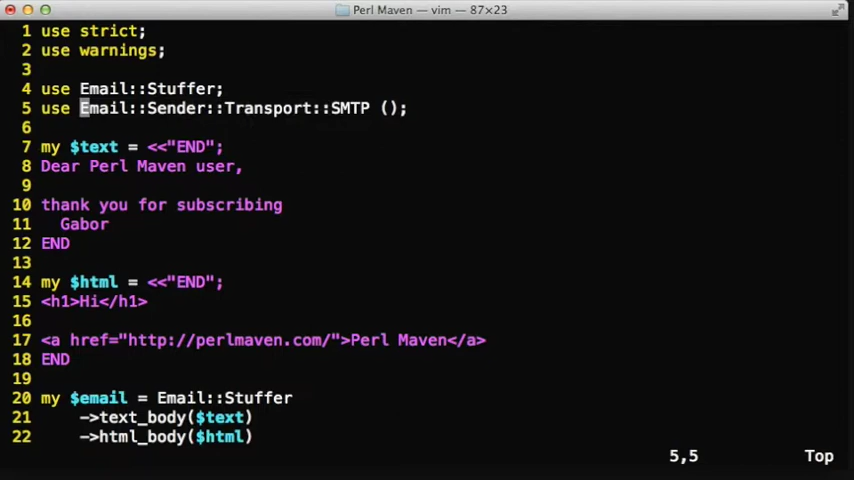 Perl Maven — vim — 87×23
1 use strict;
2 use warnings;
3
4 use Email::Stuffer;
5 use Email::Sender::Transport::SMTP ();
6
7 my $text = <<"END";
8 Dear Perl Maven user,
9
10 thank you for subscribing
11   Gabor
12 END
13
14 my $html = <<"END";
15 <h1>Hi</h1>
16
17 <a href="http://perlmaven.com/">Perl Maven</a>
18 END
19
20 my $email = Email::Stuffer
21     ->text_body($text)
22     ->html_body($html)
5,5 Top